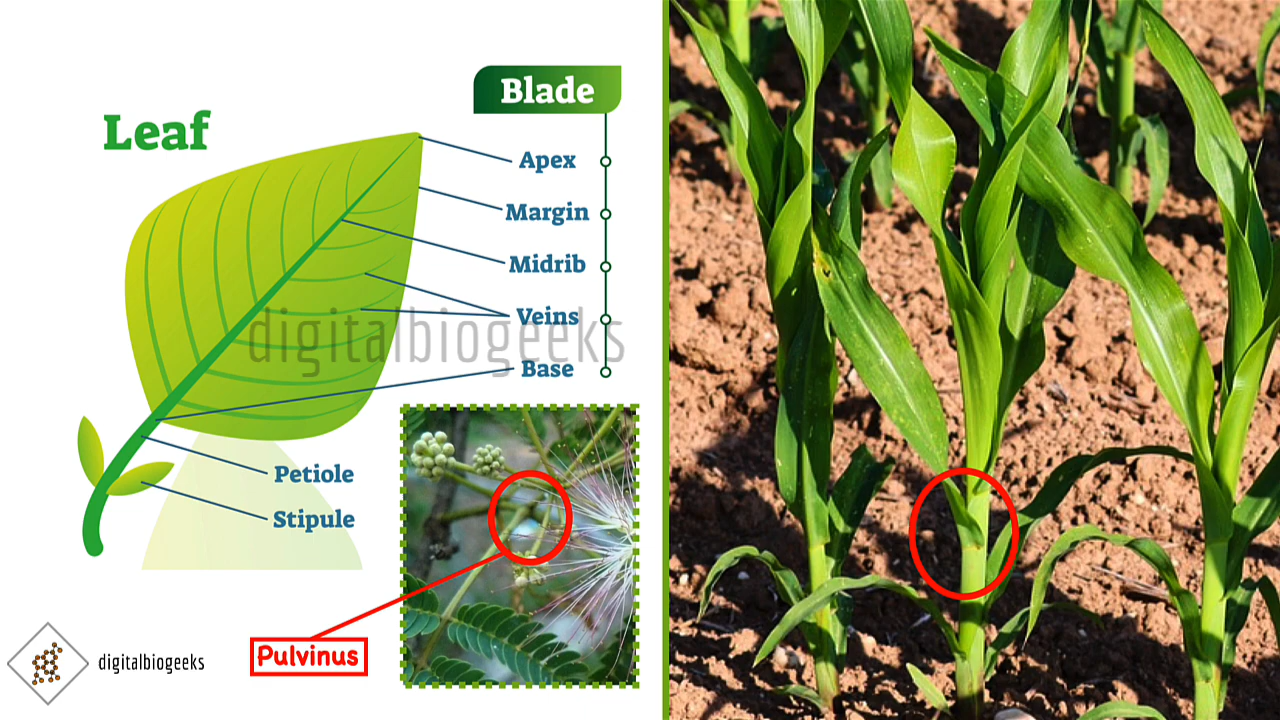 Blade
Leaf
Apex
Margin
Midrib
digitalbiogeeks
Veins
Base
Petiole
Stipule
Pulvinus
digitalbiogeeks